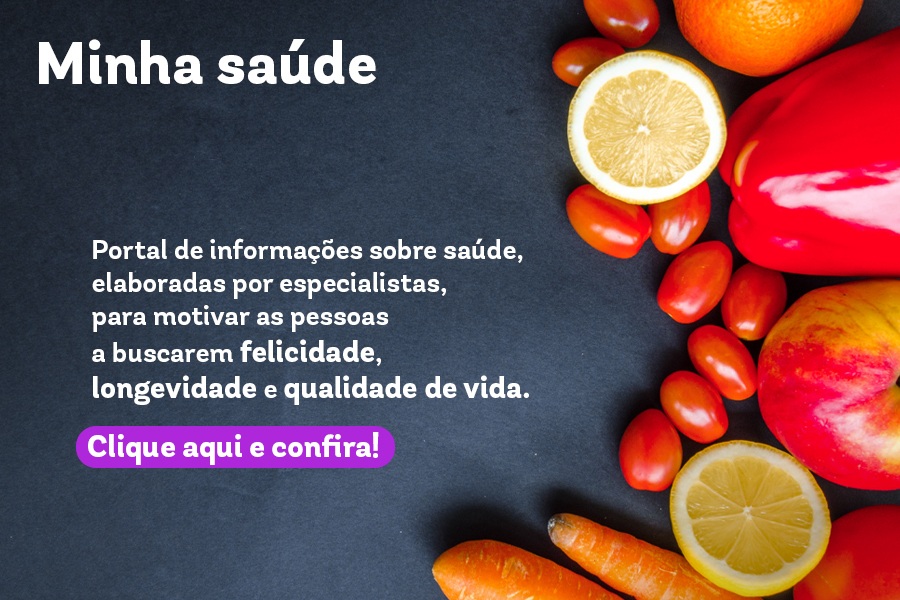 Minha saúde
Portal de informações sobre saúde,
elaboradas por especialistas,
para motivar as pessoas
a buscarem felicidade,
longevidade e qualidade de vida.
Clique aqui e confira!